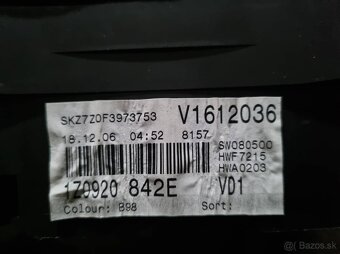 SKZ7Z0F3973753 V1612036
18.12.06 04:52 8157
SW080500
HWF7215
HWA0203
1Z0920 842E VD1
Colour: B98 Sort:
Bazos.sk